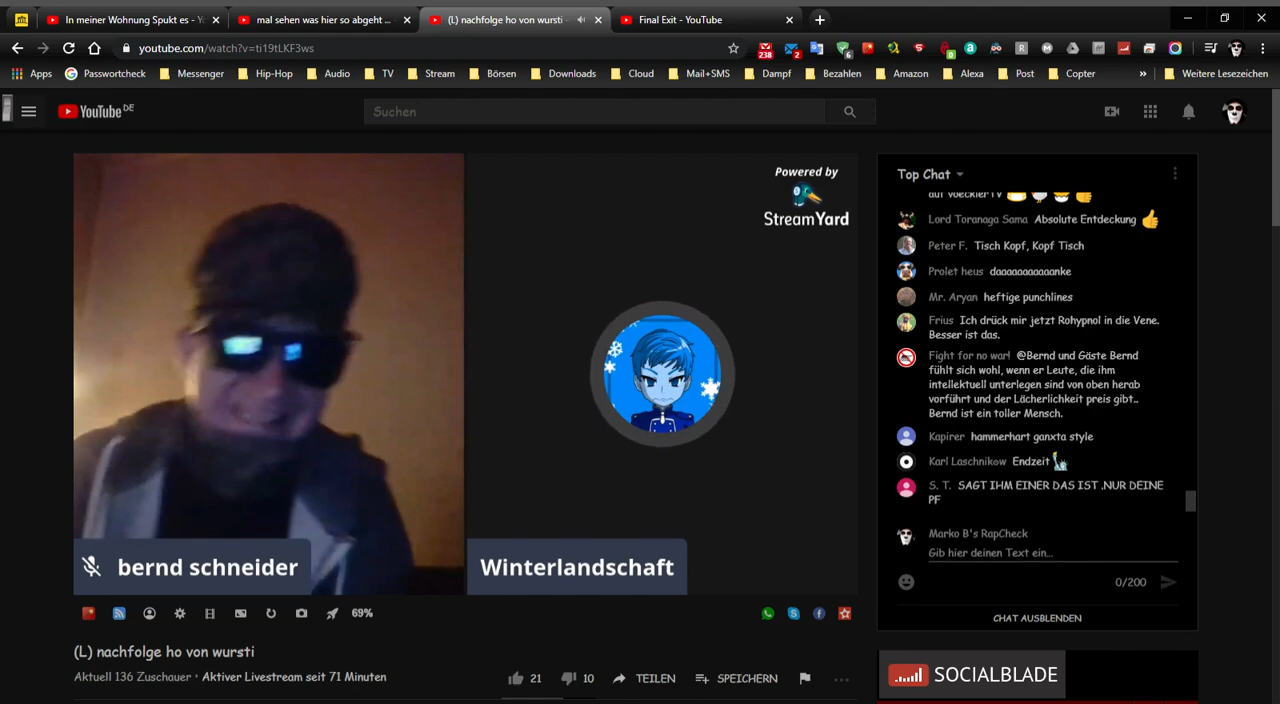 In meiner Wohnung Spukt es - Y
mal sehen was hier so abgeht ...
(L) nachfolge ho von wursti
Final Exit - YouTube
youtube.com/watch?v=ti19tLKF3ws
238
2
6
0
Apps
Passwortcheck
Messenger
Hip-Hop
Audio
TV
Stream
Börsen
Downloads
Cloud
Mail+SMS
Dampf
Bezahlen
Amazon
Alexa
Post
Copter
»
Weitere Lesezeichen
YouTube DE
Suchen
Powered by
StreamYard
bernd schneider
Winterlandschaft
69%
(L) nachfolge ho von wursti
Aktuell 136 Zuschauer • Aktiver Livestream seit 71 Minuten
21
10
TEILEN
SPEICHERN
Top Chat
auf voecklerTV
Lord Toranaga Sama Absolute Entdeckung
Peter F. Tisch Kopf, Kopf Tisch
Prolet heus daaaaaaaaaanke
Mr. Aryan heftige punchlines
Frius Ich drück mir jetzt Rohypnol in die Vene.
Besser ist das.
Fight for no war! @Bernd und Gäste Bernd
fühlt sich wohl, wenn er Leute, die ihm
intellektuell unterlegen sind von oben herab
vorführt und der Lächerlichkeit preis gibt..
Bernd ist ein toller Mensch.
Kapirer hammerhart ganxta style
Karl Laschnikow Endzeit
S. T. SAGT IHM EINER DAS IST .NUR DEINE
PF
Marko B's RapCheck
Gib hier deinen Text ein...
0/200
CHAT AUSBLENDEN
SOCIALBLADE